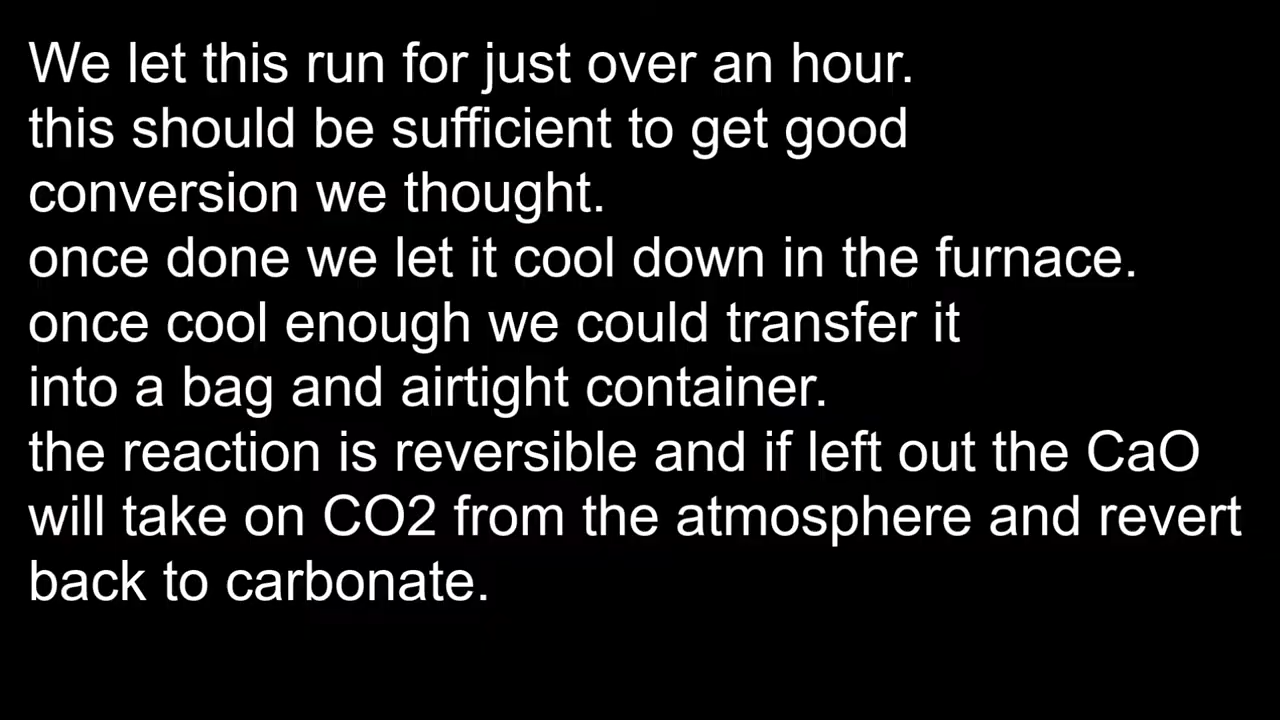 We let this run for just over an hour.
this should be sufficient to get good
conversion we thought.
once done we let it cool down in the furnace.
once cool enough we could transfer it
into a bag and airtight container.
the reaction is reversible and if left out the CaO
will take on CO2 from the atmosphere and revert
back to carbonate.